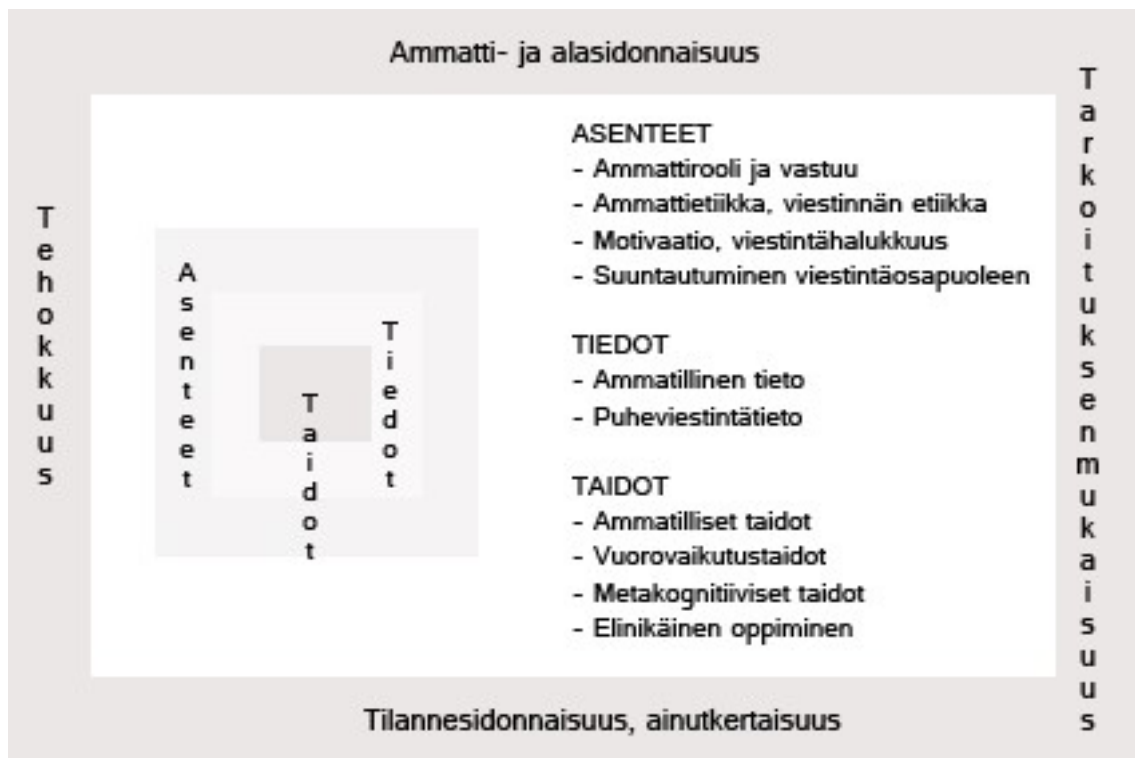 Ammatti- ja alasidonnaisuus
Tehokkuus
Asenteet
Tiedot
Taidot
ASENTEET
- Ammattirooli ja vastuu
- Ammattietiikka, viestinnän etiikka
- Motivaatio, viestintähalukkuus
- Suuntautuminen viestintäosapuoleen
TIEDOT
- Ammatillinen tieto
- Puheviestintätieto
TAIDOT
- Ammatilliset taidot
- Vuorovaikutustaidot
- Metakognitiiviset taidot
- Elinikäinen oppiminen
Tarkoituksenmukaisuus
Tilannesidonnaisuus, ainutkertaisuus